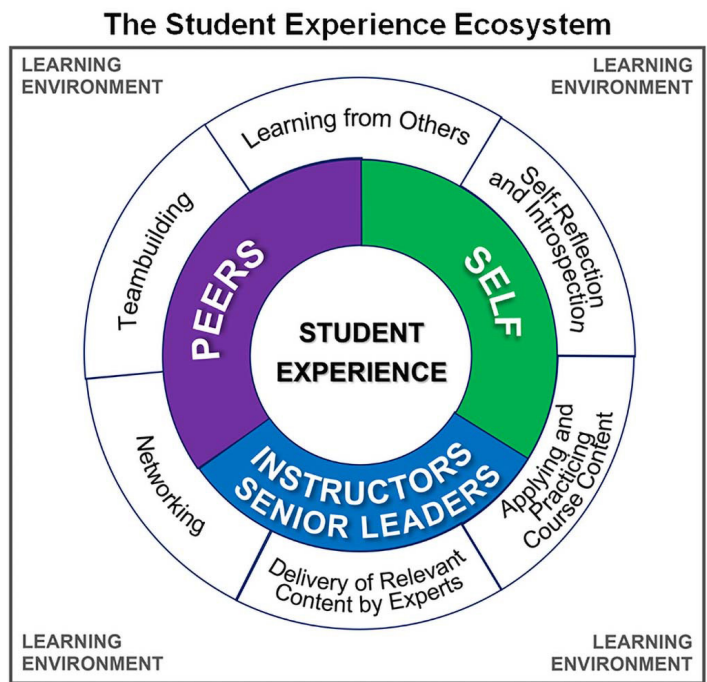 The Student Experience Ecosystem
LEARNING
ENVIRONMENT
LEARNING
ENVIRONMENT
Learning from Others
Self-Reflection
and Introspection
Teambuilding
PEERS
SELF
STUDENT
EXPERIENCE
INSTRUCTORS
SENIOR LEADERS
Applying and
Practicing
Course Content
Networking
Delivery of Relevant
Content by Experts
LEARNING
ENVIRONMENT
LEARNING
ENVIRONMENT